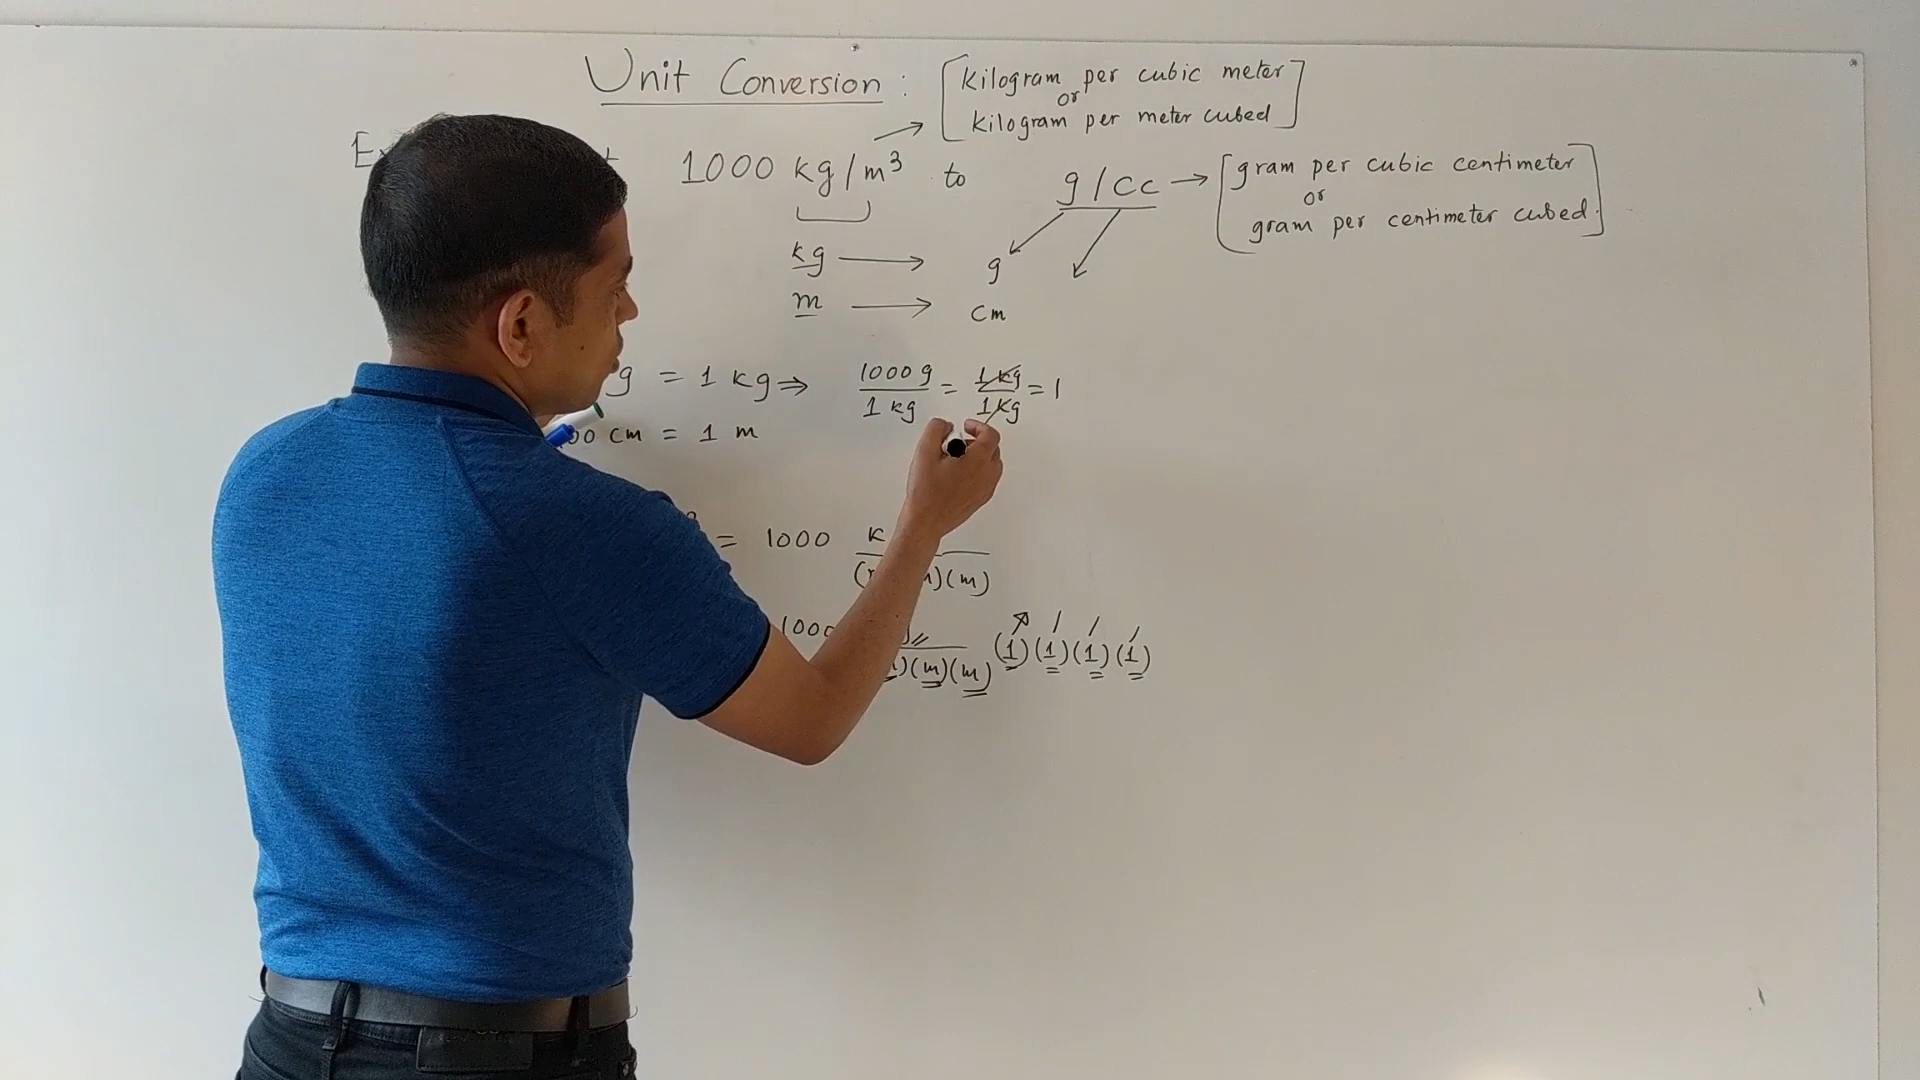 Unit Conversion : [kilogram per cubic meter
or
kilogram per meter cubed]
1000 kg/m³ to g/cc → [gram per cubic centimeter
or
gram per centimeter cubed.]
kg → g
m → cm
g = 1 kg ⇒ 1000 g / 1 kg = 1 kg / 1 kg = 1
00 cm = 1 m
= 1000 k / (m)
1000 (m)(m) (1)(1)(1)(1)